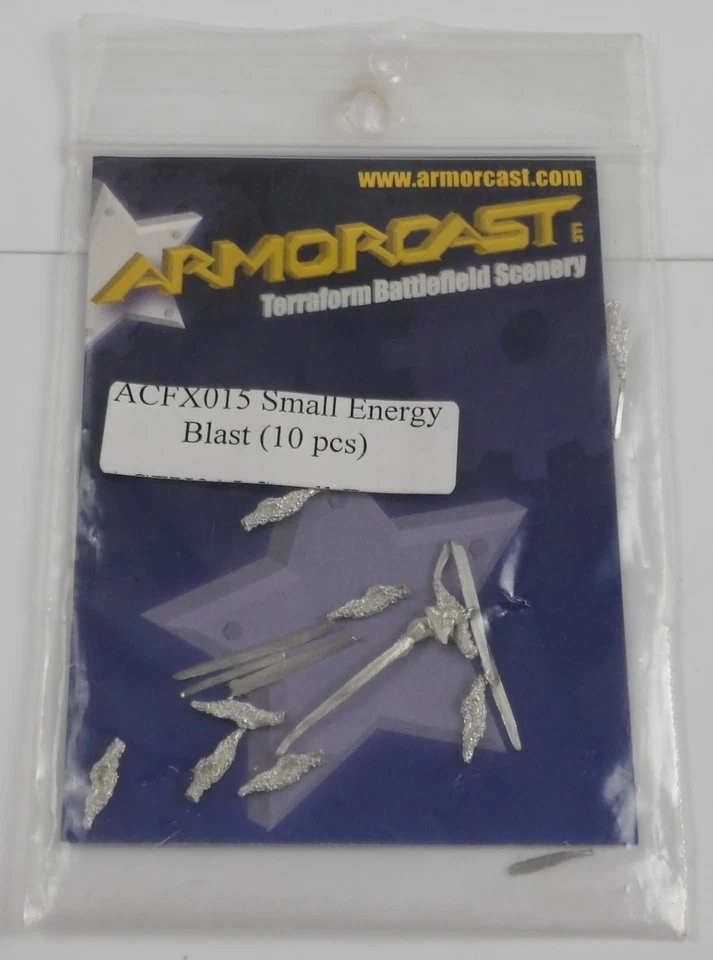 www.armorcast.com
ARMORCAST
Terraform Battlefield Scenery
ACFX015 Small Energy
Blast (10 pcs)